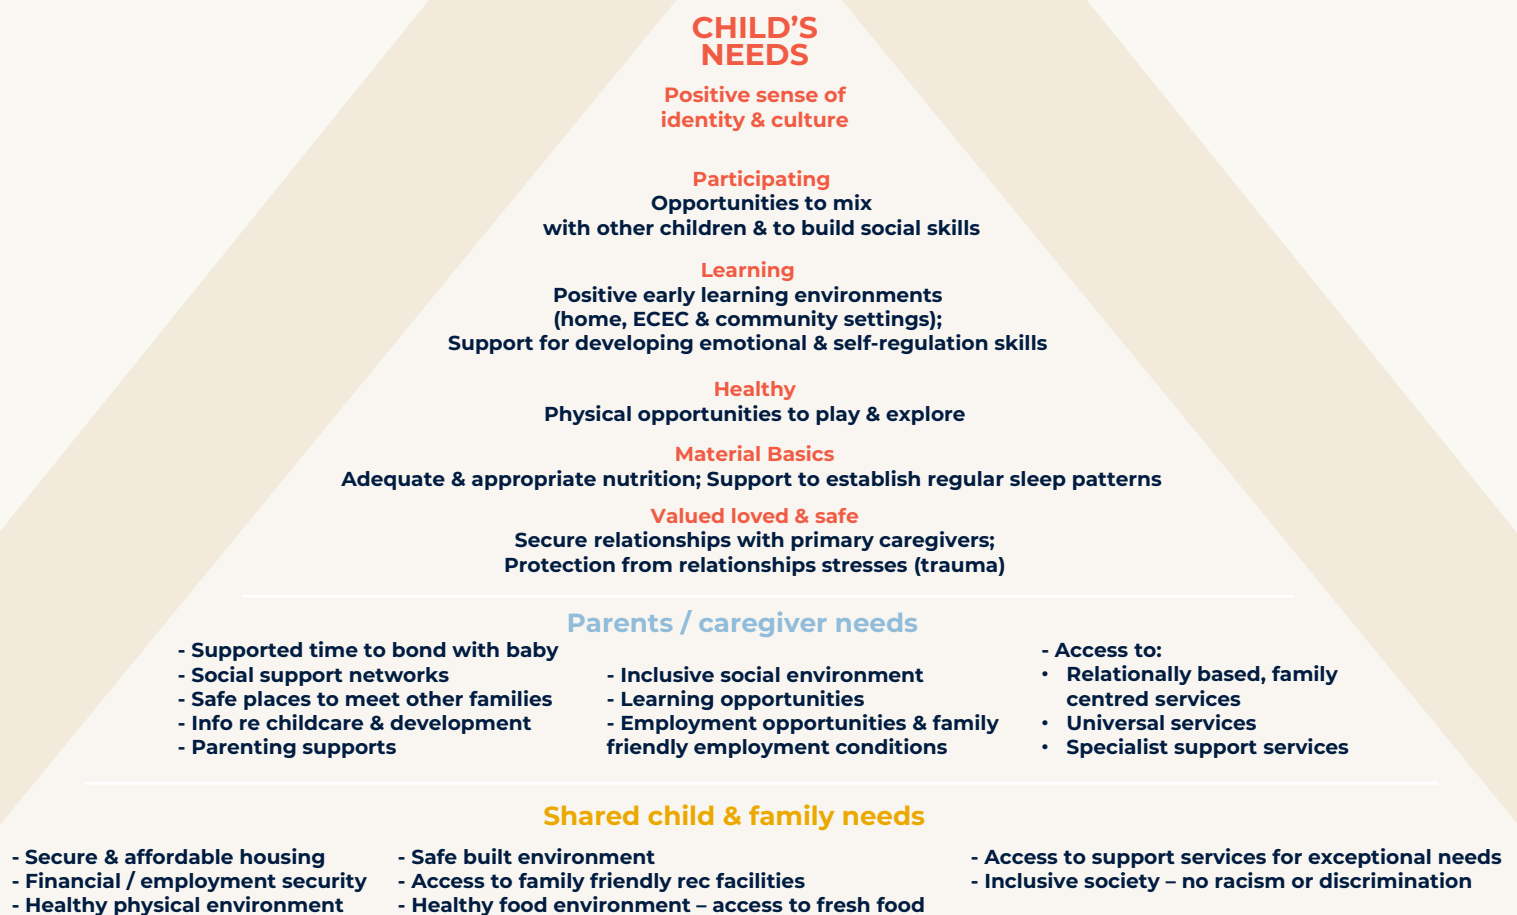 CHILD’S
NEEDS
Positive sense of
identity & culture
Participating
Opportunities to mix
with other children & to build social skills
Learning
Positive early learning environments
(home, ECEC & community settings);
Support for developing emotional & self-regulation skills
Healthy
Physical opportunities to play & explore
Material Basics
Adequate & appropriate nutrition; Support to establish regular sleep patterns
Valued loved & safe
Secure relationships with primary caregivers;
Protection from relationships stresses (trauma)
Parents / caregiver needs
- Supported time to bond with baby
- Social support networks
- Safe places to meet other families
- Info re childcare & development
- Parenting supports
- Inclusive social environment
- Learning opportunities
- Employment opportunities & family
friendly employment conditions
- Access to:
• Relationally based, family
centred services
• Universal services
• Specialist support services
Shared child & family needs
- Secure & affordable housing
- Financial / employment security
- Healthy physical environment
- Safe built environment
- Access to family friendly rec facilities
- Healthy food environment – access to fresh food
- Access to support services for exceptional needs
- Inclusive society – no racism or discrimination